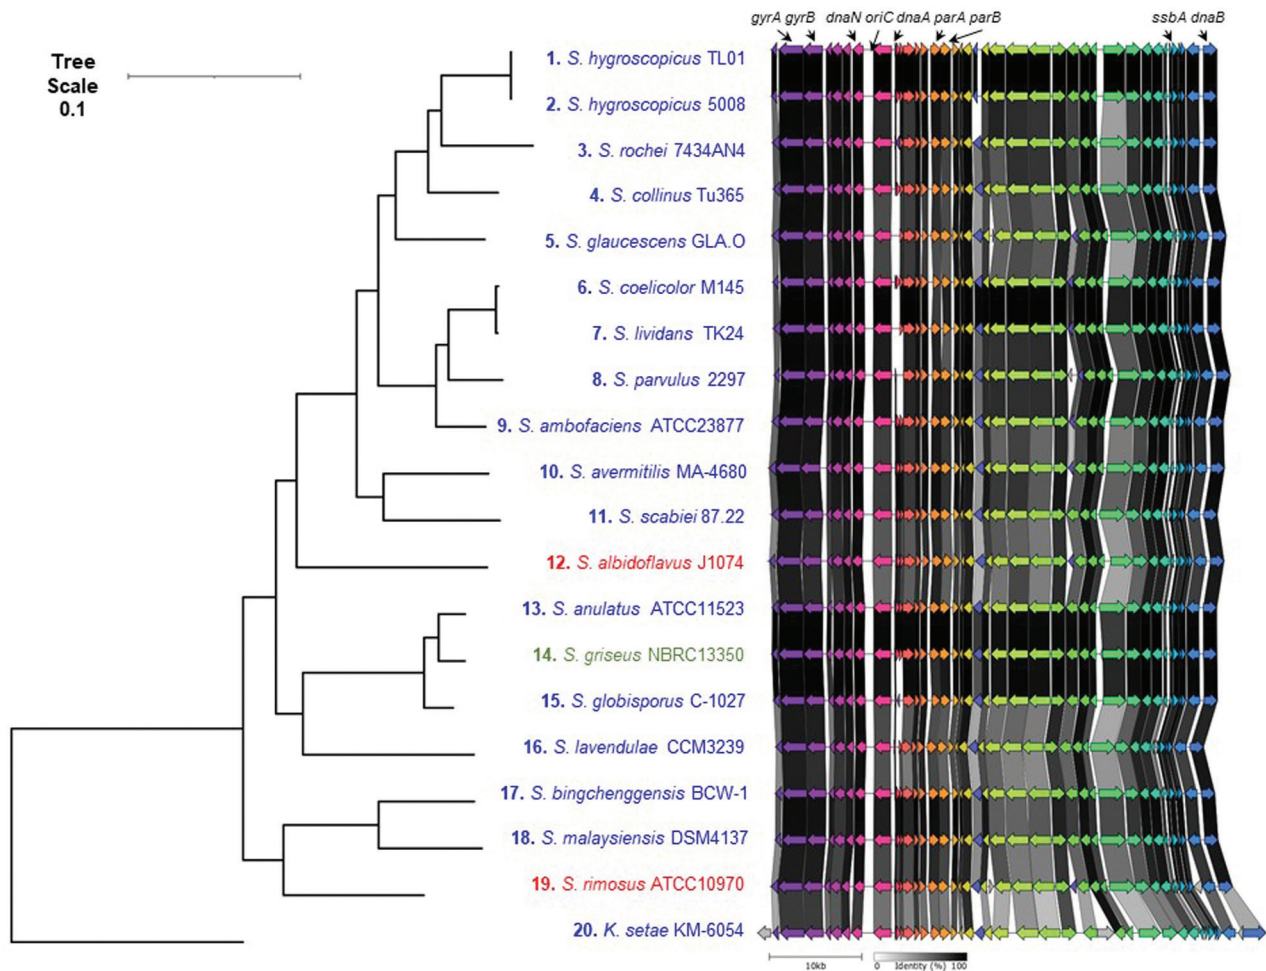 gyrA gyrB dnaN oriC dnaA parA parB ssbA dnaB
Tree
Scale
0.1
1. S. hygroscopicus TL01
2. S. hygroscopicus 5008
3. S. rochei 7434AN4
4. S. collinus Tu365
5. S. glaucescens GLA.O
6. S. coelicolor M145
7. S. lividans TK24
8. S. parvulus 2297
9. S. ambofaciens ATCC23877
10. S. avermitilis MA-4680
11. S. scabiei 87.22
12. S. albidoflavus J1074
13. S. anulatus ATCC11523
14. S. griseus NBRC13350
15. S. globisporus C-1027
16. S. lavendulae CCM3239
17. S. bingchenggensis BCW-1
18. S. malaysiensis DSM4137
19. S. rimosus ATCC10970
20. K. setae KM-6054
10kb
0 Identity (%) 100